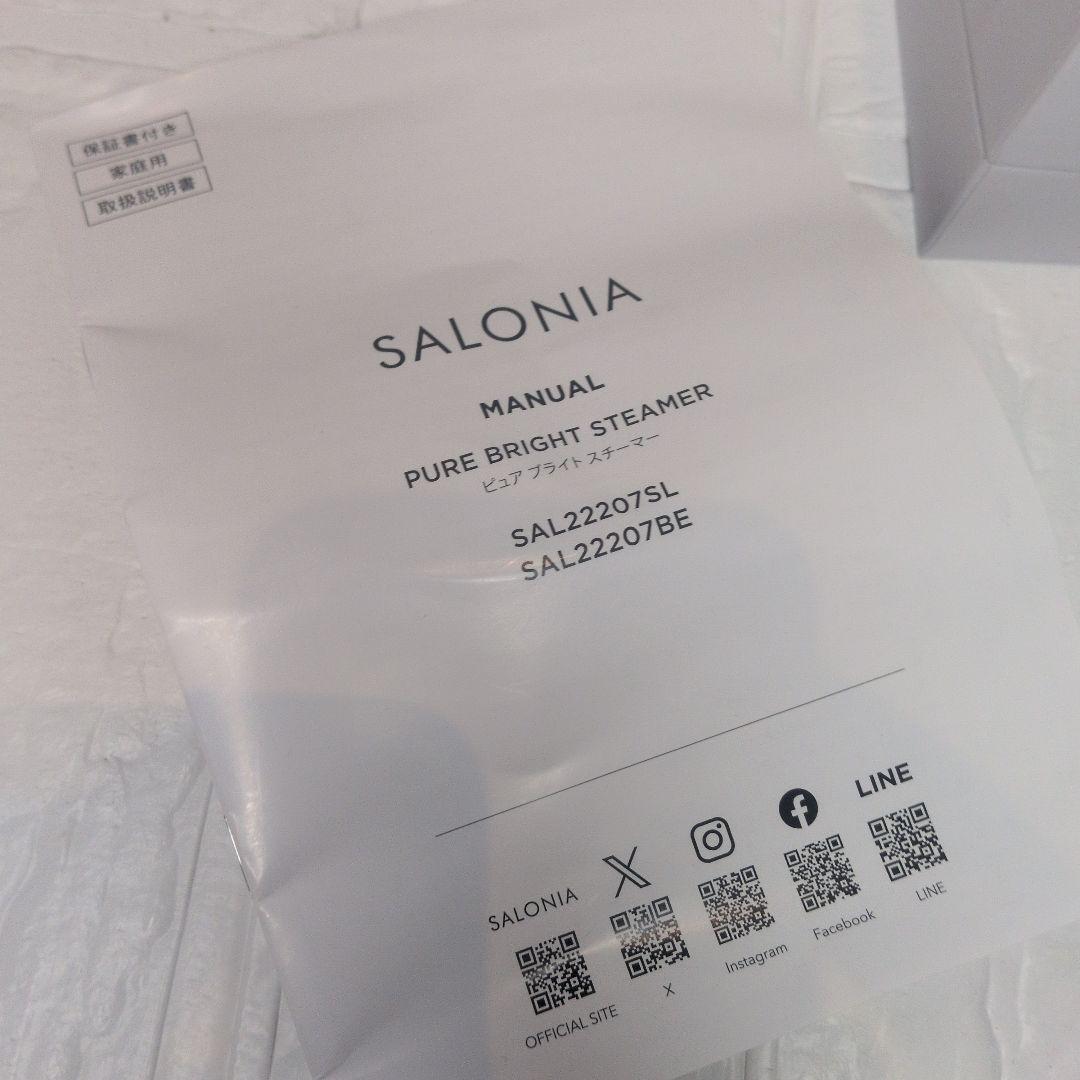 保証書付き
家庭用
取扱説明書
SALONIA
MANUAL
PURE BRIGHT STEAMER
ピュア ブライト スチーマー
SAL22207SL
SAL22207BE
SALONIA
LINE
OFFICIAL SITE
X
Instagram
Facebook
LINE